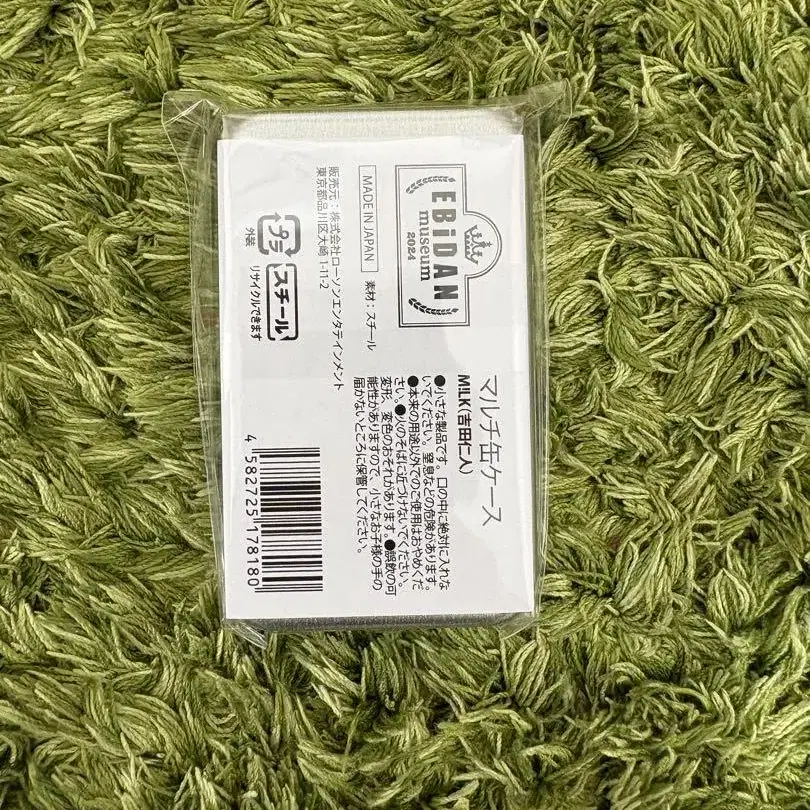 EBiDAN
museum
2024
MADE IN JAPAN
素材：スチール
販売元：株式会社ローソンエンタテインメント
東京都品川区大崎 1-11-2
プラ
外装
スチール
リサイクルできます
マルチ缶ケース
M!LK(吉田仁人)
●小さな製品です。口の中に絶対に入れな
いでください。窒息などの危険があります。
●本来の用途以外でのご使用はおやめくだ
さい。●火のそばに近づけないでください。
変形、変色のおそれがあります。●誤飲の可
能性がありますので、小さなお子様の手の
届かないところに保管してください。
4 582725 178180